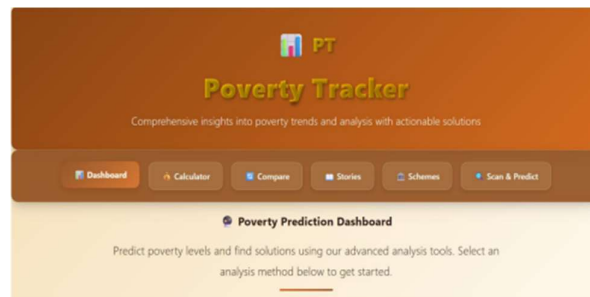 PT
Poverty Tracker
Comprehensive insights into poverty trends and analysis with actionable solutions
Dashboard Calculator Compare Stories Schemes Scan & Predict
Poverty Prediction Dashboard
Predict poverty levels and find solutions using our advanced analysis tools. Select an
analysis method below to get started.